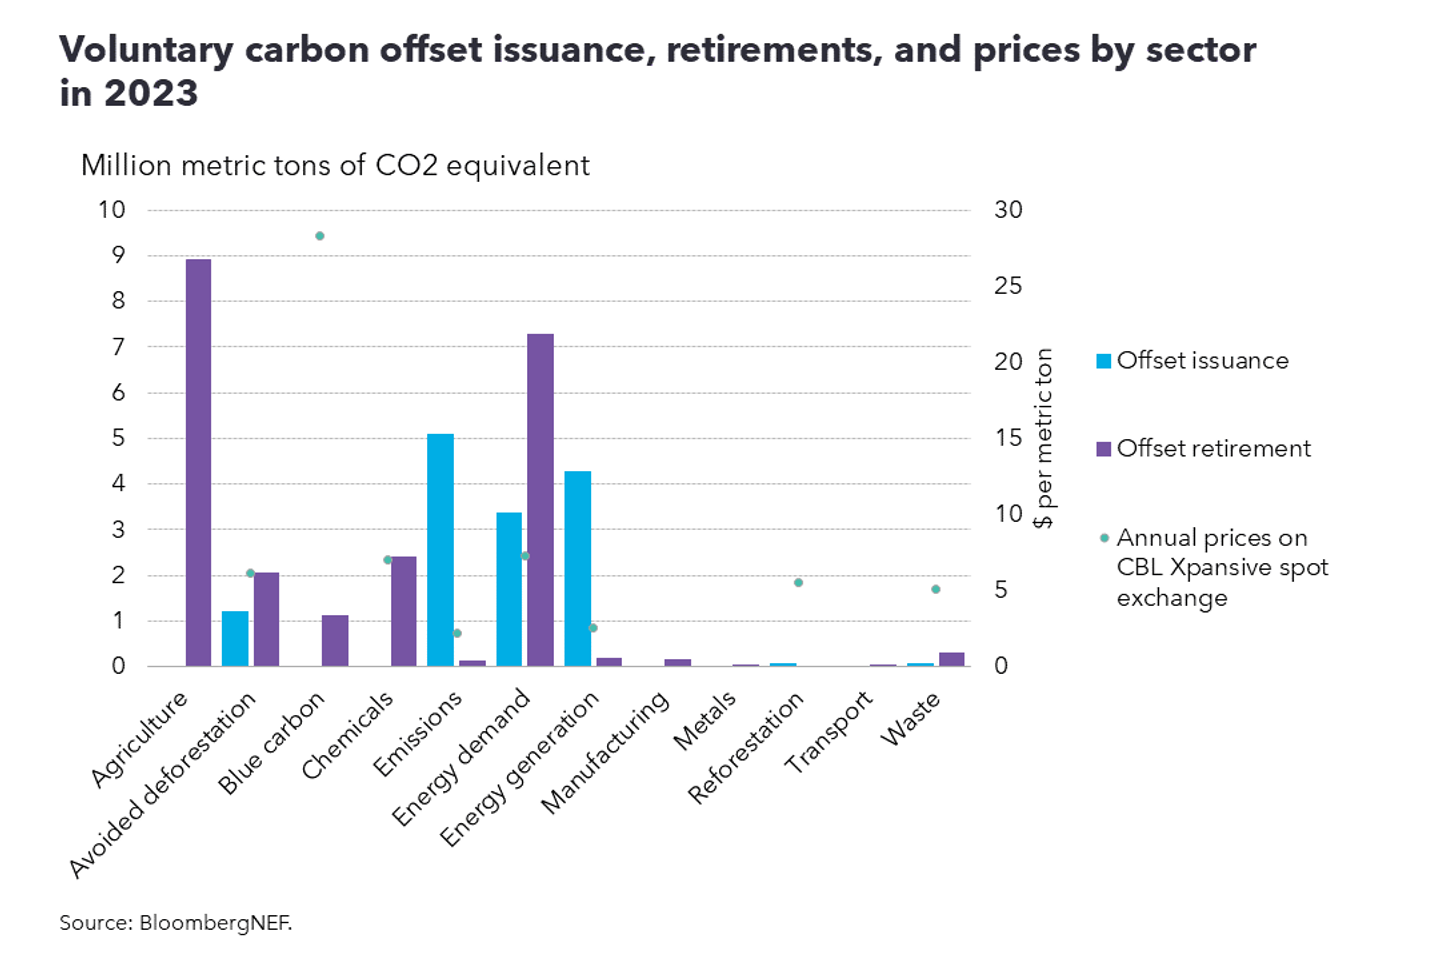 Voluntary carbon offset issuance, retirements, and prices by sector
in 2023
Million metric tons of CO2 equivalent
10
9
8
7
6
5
4
3
2
1
0
30
25
20
15
10
5
0
$ per metric ton
Offset issuance
Offset retirement
Annual prices on
CBL Xpansive spot
exchange
Agriculture
Avoided deforestation
Blue carbon
Chemicals
Emissions
Energy demand
Energy generation
Manufacturing
Metals
Reforestation
Transport
Waste
Source: BloombergNEF.